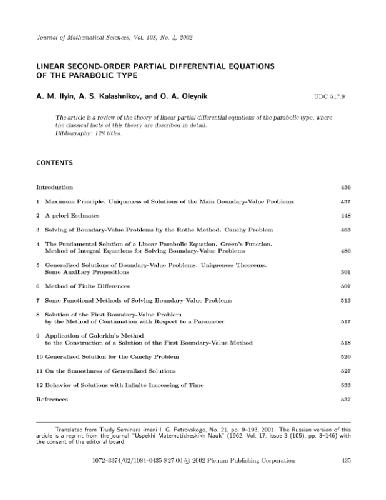 Journal of Mathematical Sciences, Vol. 108, No. 4, 2002
LINEAR SECOND-ORDER PARTIAL DIFFERENTIAL EQUATIONS
OF THE PARABOLIC TYPE
A. M. Ilyin, A. S. Kalashnikov, and O. A. Oleynik
UDC 517.9
The article is a review of the theory of linear partial differential equations of the parabolic type, where
the classical facts of this theory are described in detail.
Bibliography: titles.
CONTENTS
Introduction 436
1 Maximum Principle. Uniqueness of Solutions of the Main Boundary-Value Problems 437
2 A priori Estimates 448
3 Solving of Boundary-Value Problems by the Rothe Method. Cauchy Problem 463
4 The Fundamental Solution of a Linear Parabolic Equation. Green's Function.
Method of Integral Equations for Solving Boundary-Value Problems 480
5 Generalized Solutions of Boundary-Value Problems. Uniqueness Theorems.
Some Auxiliary Propositions 501
6 Method of Finite Differences 509
7 Some Functional Methods of Solving Boundary-Value Problems 513
8 Solution of the First Boundary-Value Problem
by the Method of Continuation with Respect to a Parameter 517
9 Application of Galerkin's Method
to the Construction of a Solution of the First Boundary-Value Method 518
10 Generalized Solution for the Cauchy Problem 520
11 On the Smoothness of Generalized Solutions 527
12 Behavior of Solutions with Infinite Increasing of Time 533
References 537
Translated from Trudy Seminara imeni I. G. Petrovskogo, No. 21, pp. 9–193, 2001. The Russian version of this
article is a reprint from the journal "Uspekhi Matematicheskikh Nauk" (1962, Vol. 17, Issue 3 (105), pp. 3–146) with
the consent of the editorial board.
1072-3374/02/1084-0435 $27.00 © 2002 Plenum Publishing Corporation
435